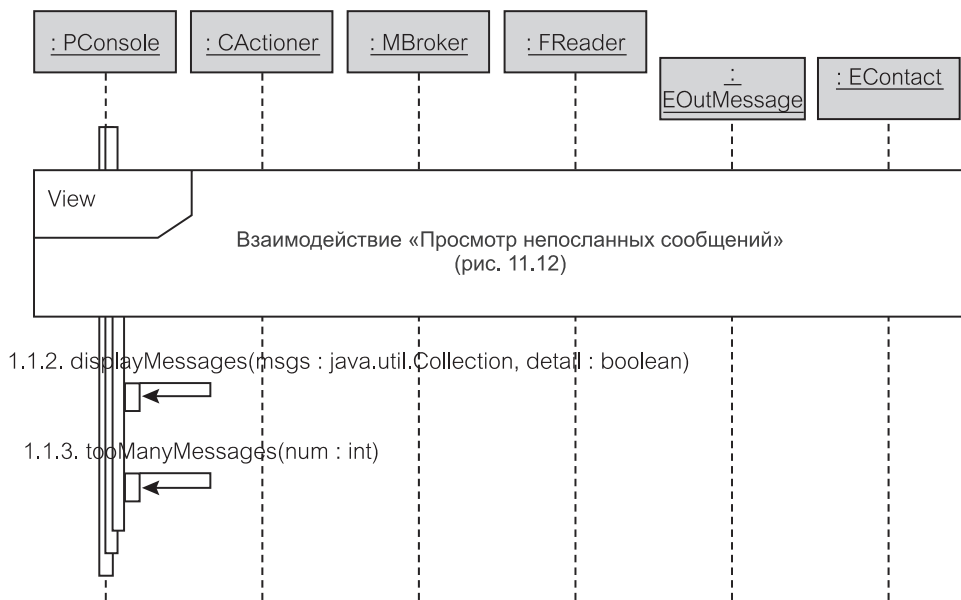 : PConsole
: CActioner
: MBroker
: FReader
:
EOutMessage
: EContact
View
Взаимодействие «Просмотр непосланных сообщений»
(рис. 11.12)
1.1.2. displayMessages(msgs : java.util.Collection, detail : boolean)
1.1.3. tooManyMessages(num : int)